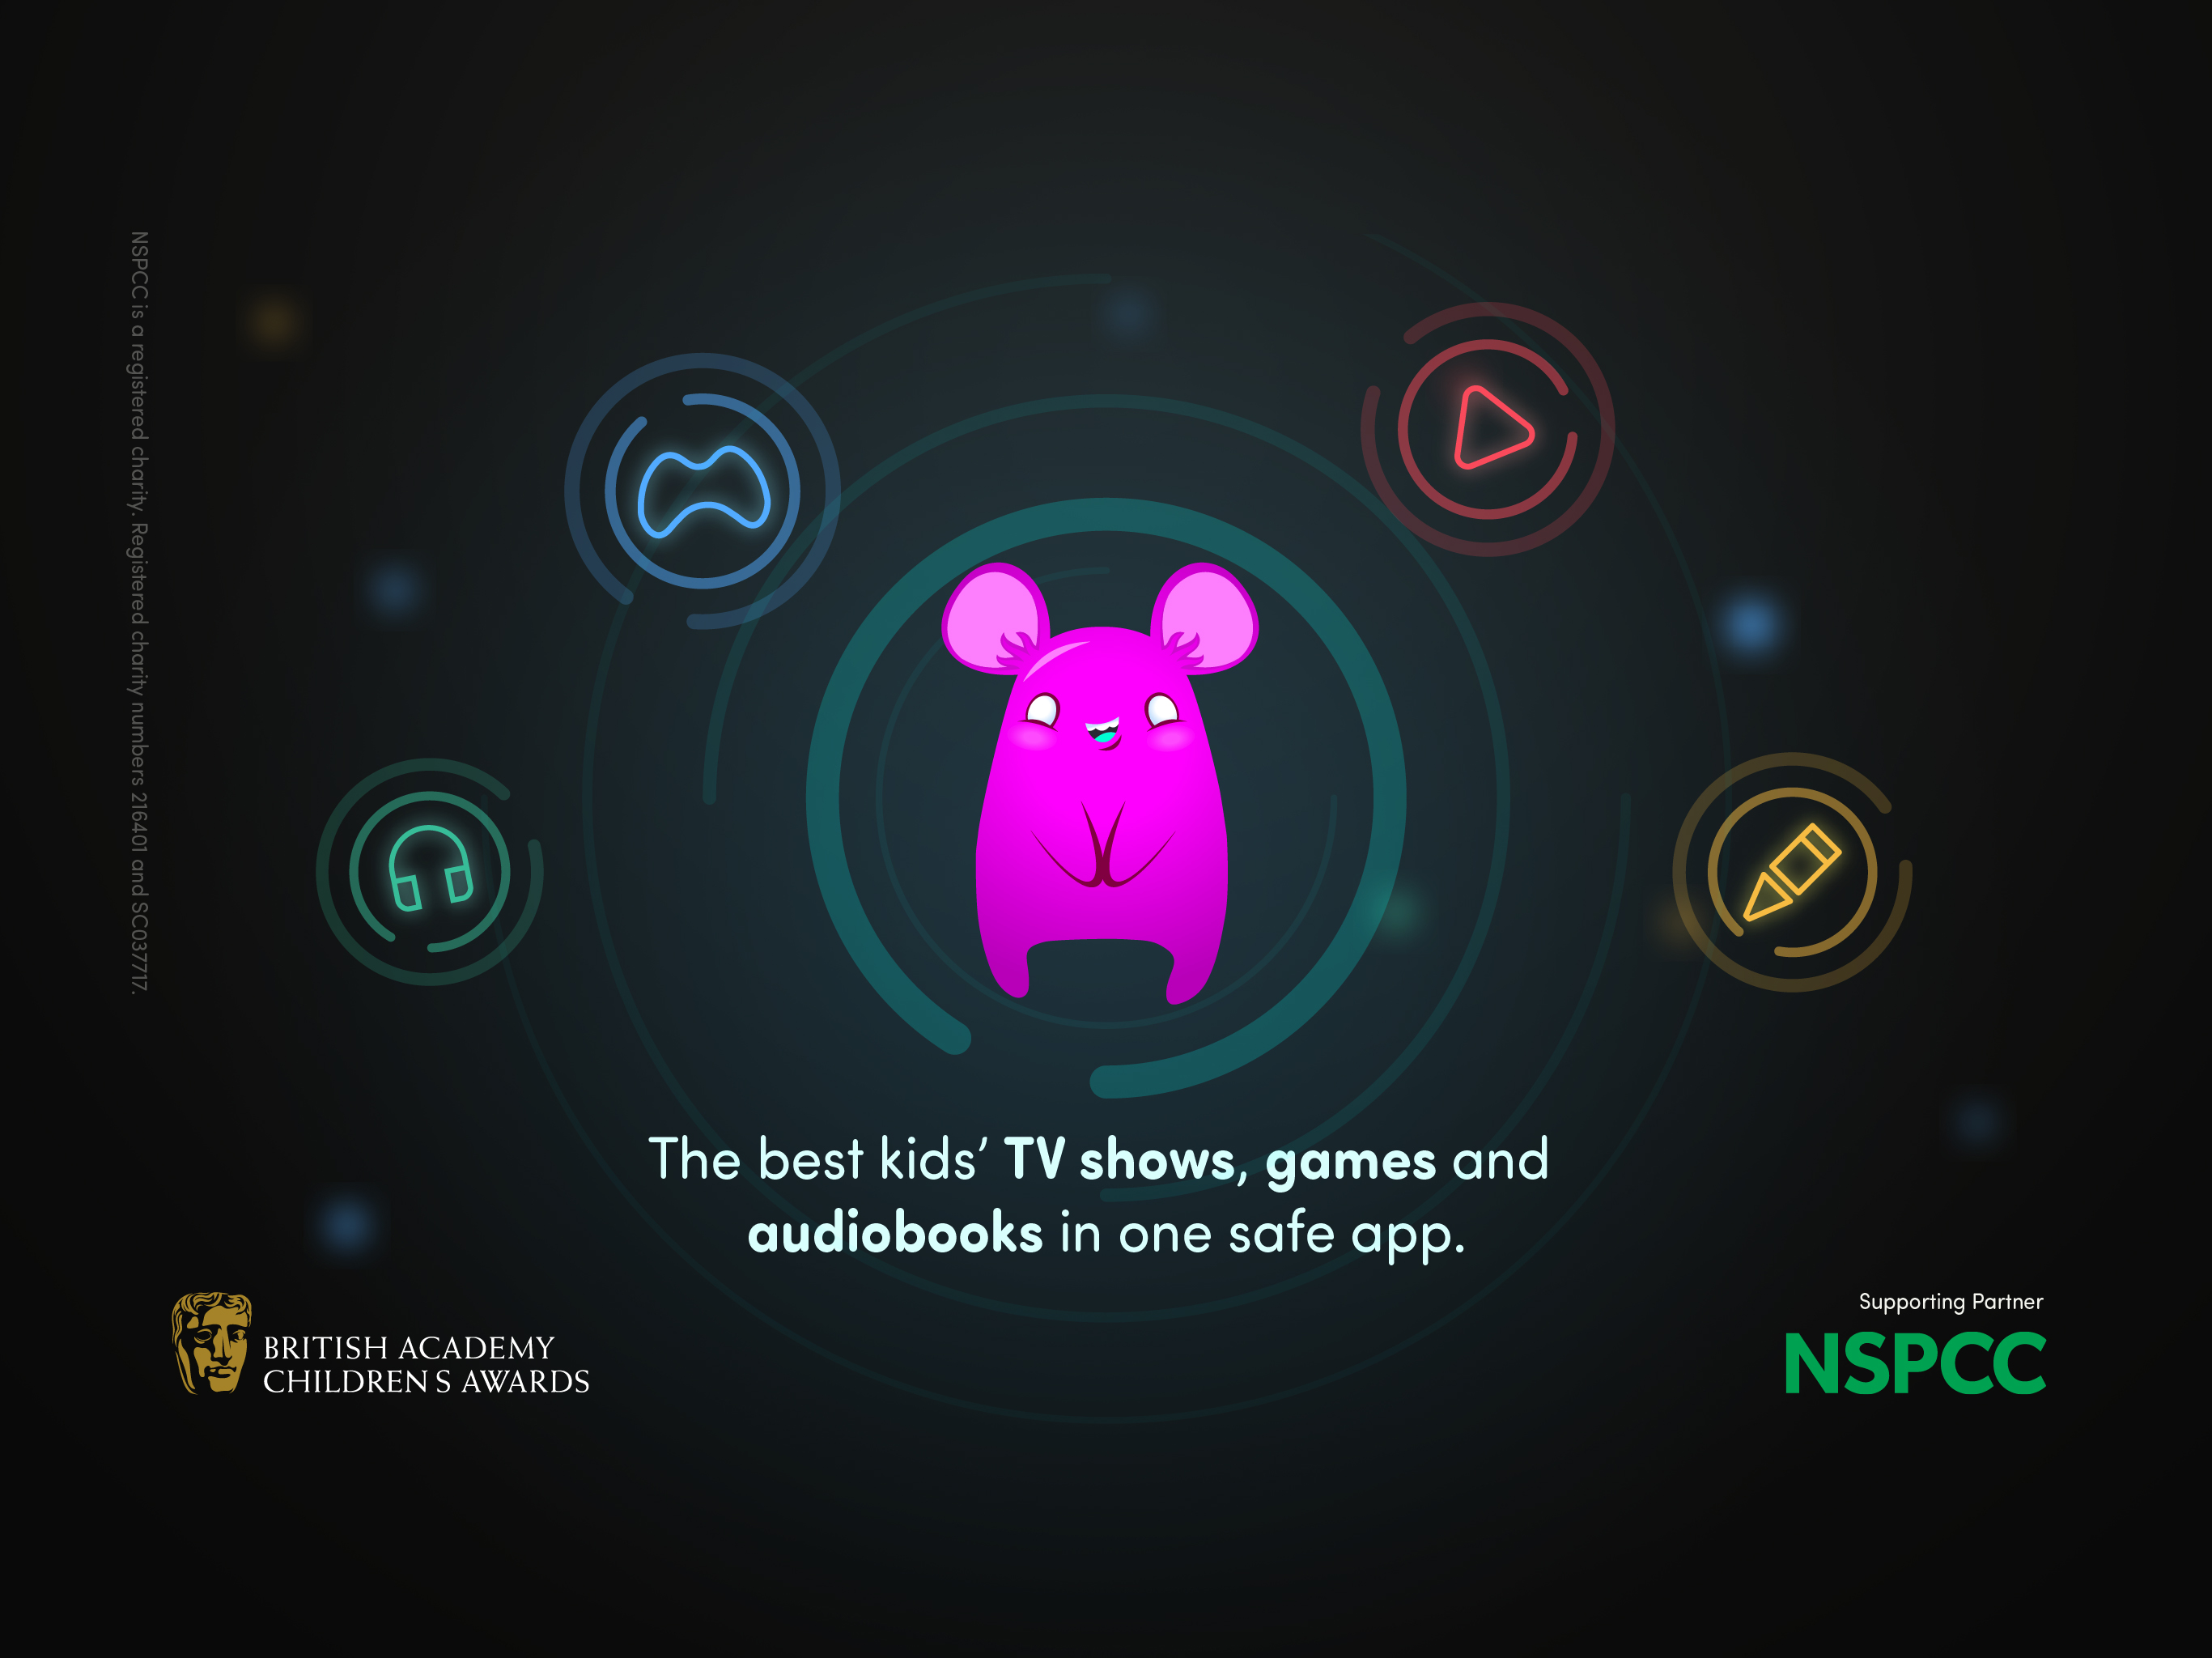 NSPCC is a registered charity. Registered charity numbers 216401 and SC037717.
The best kids’ TV shows, games and
audiobooks in one safe app.
BRITISH ACADEMY
CHILDREN S AWARDS
Supporting Partner
NSPCC